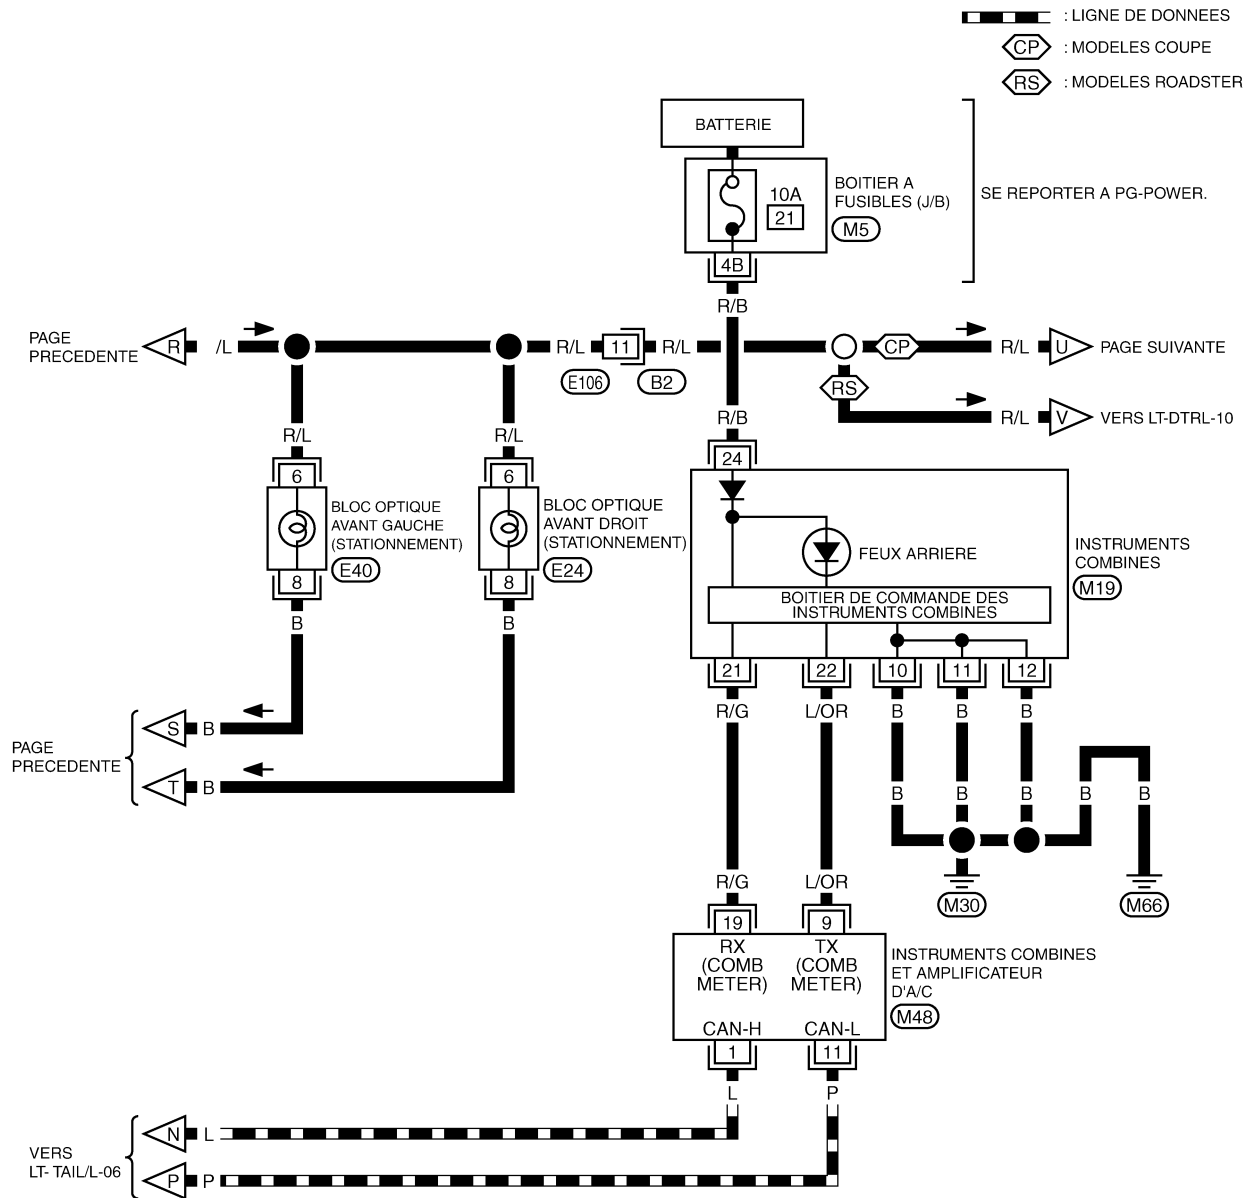 : LIGNE DE DONNEES
CP : MODELES COUPE
RS : MODELES ROADSTER
BATTERIE
10A
21
BOITIER A
FUSIBLES (J/B)
M5
SE REPORTER A PG-POWER.
4B
R/B
PAGE
PRECEDENTE
R
/L
R/L
11
R/L
E106
B2
CP
R/L
U
PAGE SUIVANTE
RS
R/L
V
VERS LT-DTRL-10
R/B
R/L
R/L
24
6
6
BLOC OPTIQUE
AVANT GAUCHE
(STATIONNEMENT)
E40
BLOC OPTIQUE
AVANT DROIT
(STATIONNEMENT)
E24
8
8
B
B
FEUX ARRIERE
INSTRUMENTS
COMBINES
M19
BOITIER DE COMMANDE DES
INSTRUMENTS COMBINES
21
22
10
11
12
R/G
L/OR
B
B
B
PAGE
PRECEDENTE
S
B
T
B
B
B
B
B
B
R/G
L/OR
M30
M66
19
9
RX
(COMB
METER)
TX
(COMB
METER)
INSTRUMENTS COMBINES
ET AMPLIFICATEUR
D'A/C
M48
CAN-H
CAN-L
1
11
L
P
VERS
LT- TAIL/L-06
N
L
P
P